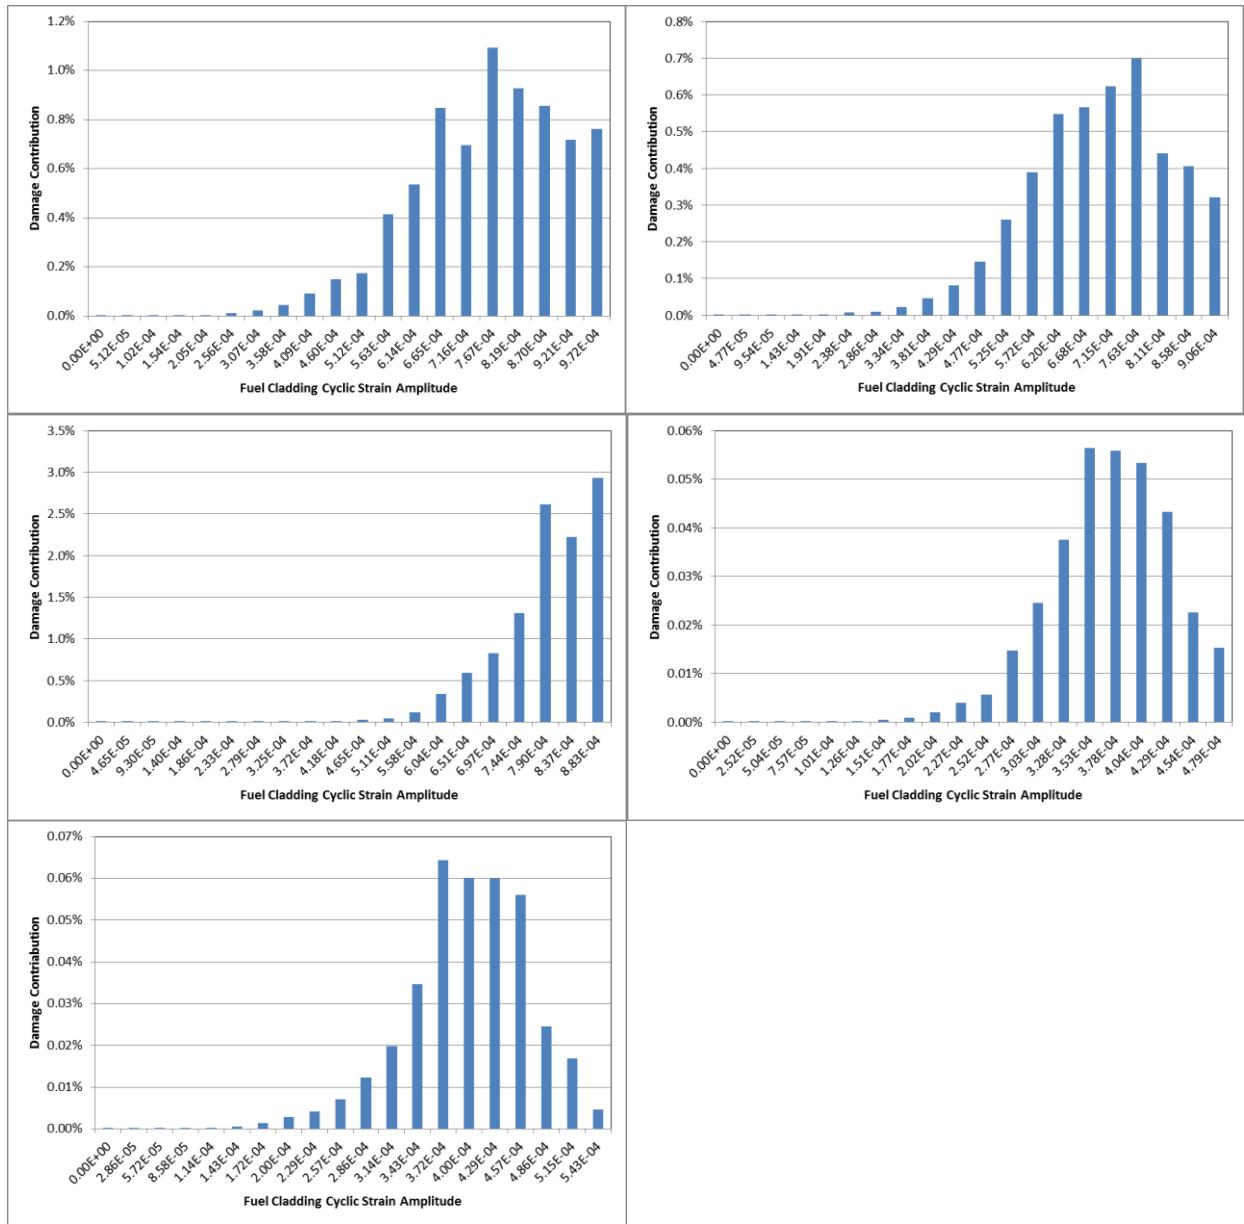 1.2%
1.0%
0.8%
0.6%
0.4%
0.2%
0.0%
Damage Contribution
0.00E+00 5.12E-05 1.02E-04 1.54E-04 2.05E-04 2.56E-04 3.07E-04 3.58E-04 4.09E-04 4.60E-04 5.12E-04 5.63E-04 6.14E-04 6.65E-04 7.16E-04 7.67E-04 8.19E-04 8.70E-04 9.21E-04 9.72E-04
Fuel Cladding Cyclic Strain Amplitude
0.8%
0.7%
0.6%
0.5%
0.4%
0.3%
0.2%
0.1%
0.0%
Damage Contribution
0.00E+00 4.77E-05 9.54E-05 1.43E-04 1.91E-04 2.38E-04 2.86E-04 3.34E-04 3.81E-04 4.29E-04 4.77E-04 5.25E-04 5.72E-04 6.20E-04 6.68E-04 7.15E-04 7.63E-04 8.11E-04 8.58E-04 9.06E-04
Fuel Cladding Cyclic Strain Amplitude
3.5%
3.0%
2.5%
2.0%
1.5%
1.0%
0.5%
0.0%
Damage Contribution
0.00E+00 4.65E-05 9.30E-05 1.40E-04 1.86E-04 2.33E-04 2.79E-04 3.25E-04 3.72E-04 4.18E-04 4.65E-04 5.11E-04 5.58E-04 6.04E-04 6.51E-04 6.97E-04 7.44E-04 7.90E-04 8.37E-04 8.83E-04
Fuel Cladding Cyclic Strain Amplitude
0.06%
0.05%
0.04%
0.03%
0.02%
0.01%
0.00%
Damage Contribution
0.00E+00 2.52E-05 5.04E-05 7.57E-05 1.01E-04 1.26E-04 1.51E-04 1.77E-04 2.02E-04 2.27E-04 2.52E-04 2.77E-04 3.03E-04 3.28E-04 3.53E-04 3.78E-04 4.04E-04 4.29E-04 4.54E-04 4.79E-04
Fuel Cladding Cyclic Strain Amplitude
0.07%
0.06%
0.05%
0.04%
0.03%
0.02%
0.01%
0.00%
Damage Contriabution
0.00E+00 2.86E-05 5.72E-05 8.58E-05 1.14E-04 1.43E-04 1.72E-04 2.00E-04 2.29E-04 2.57E-04 2.86E-04 3.14E-04 3.43E-04 3.72E-04 4.00E-04 4.29E-04 4.57E-04 4.86E-04 5.15E-04 5.43E-04
Fuel Cladding Cyclic Strain Amplitude